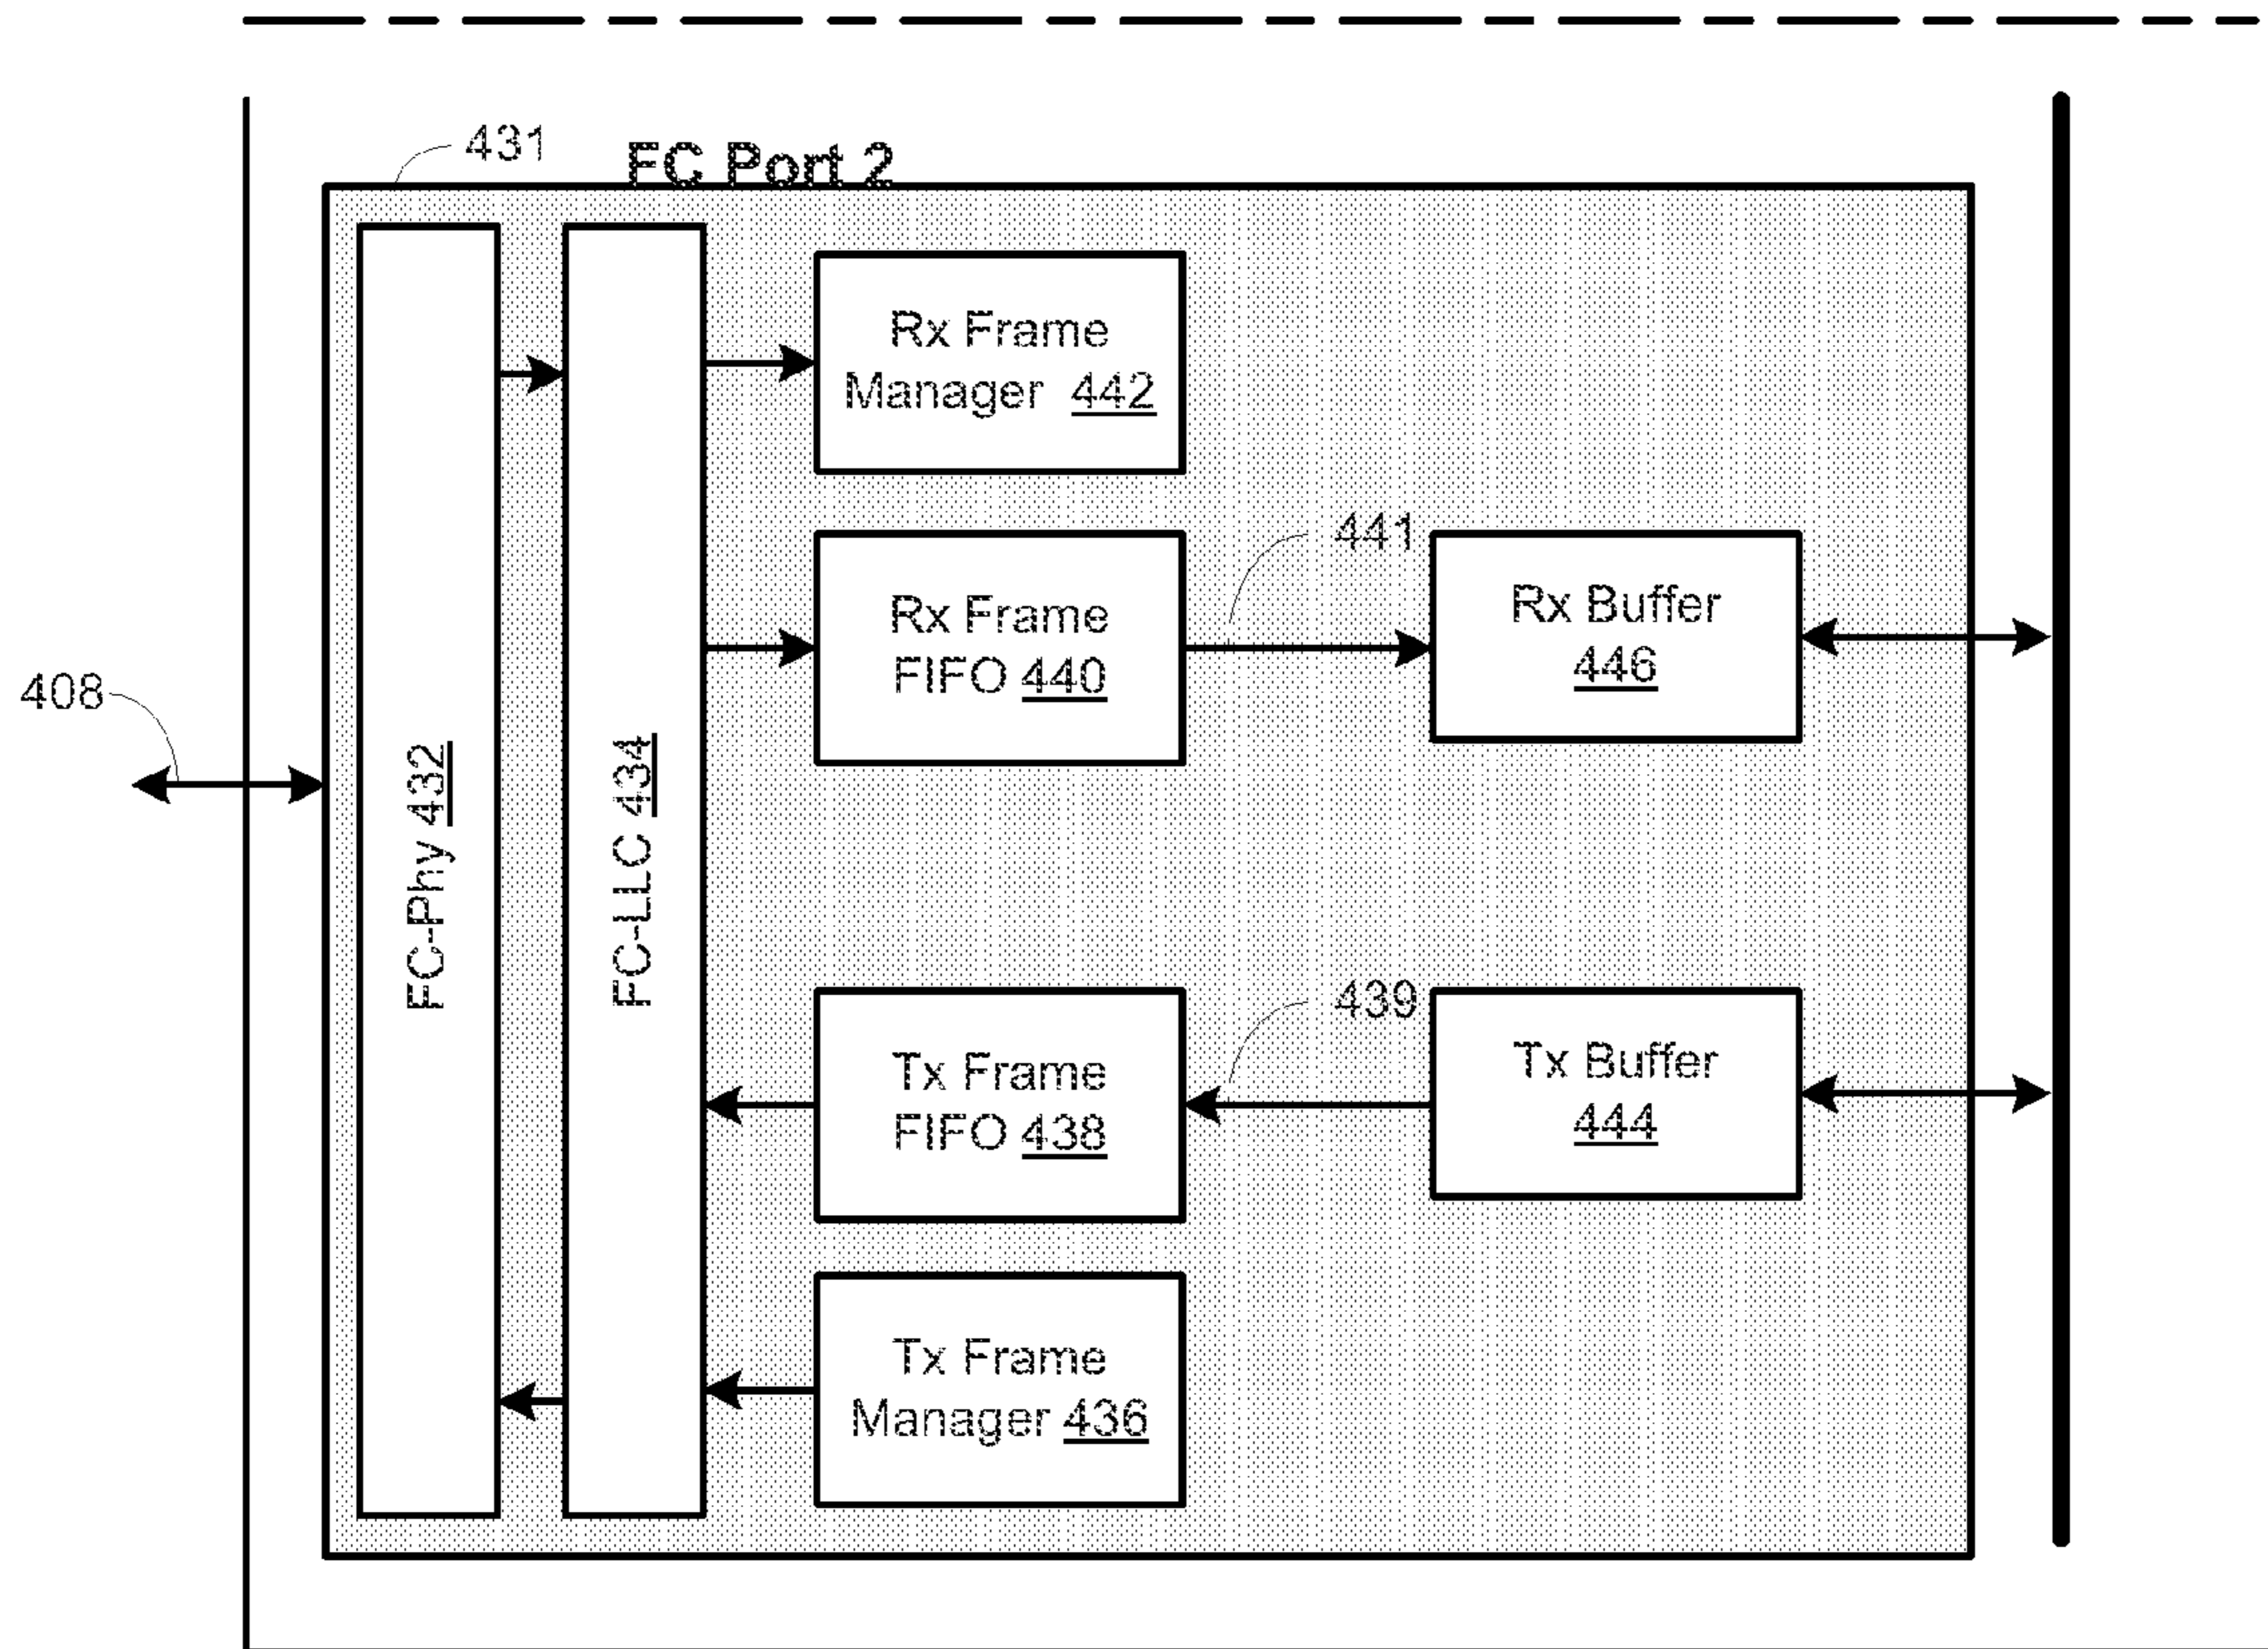 431
FC Port 2
Rx Frame
Manager 442
441
Rx Frame
FIFO 440
Rx Buffer
446
408
FC-Phy 432
FC-LLC 434
439
Tx Frame
FIFO 438
Tx Buffer
444
Tx Frame
Manager 436